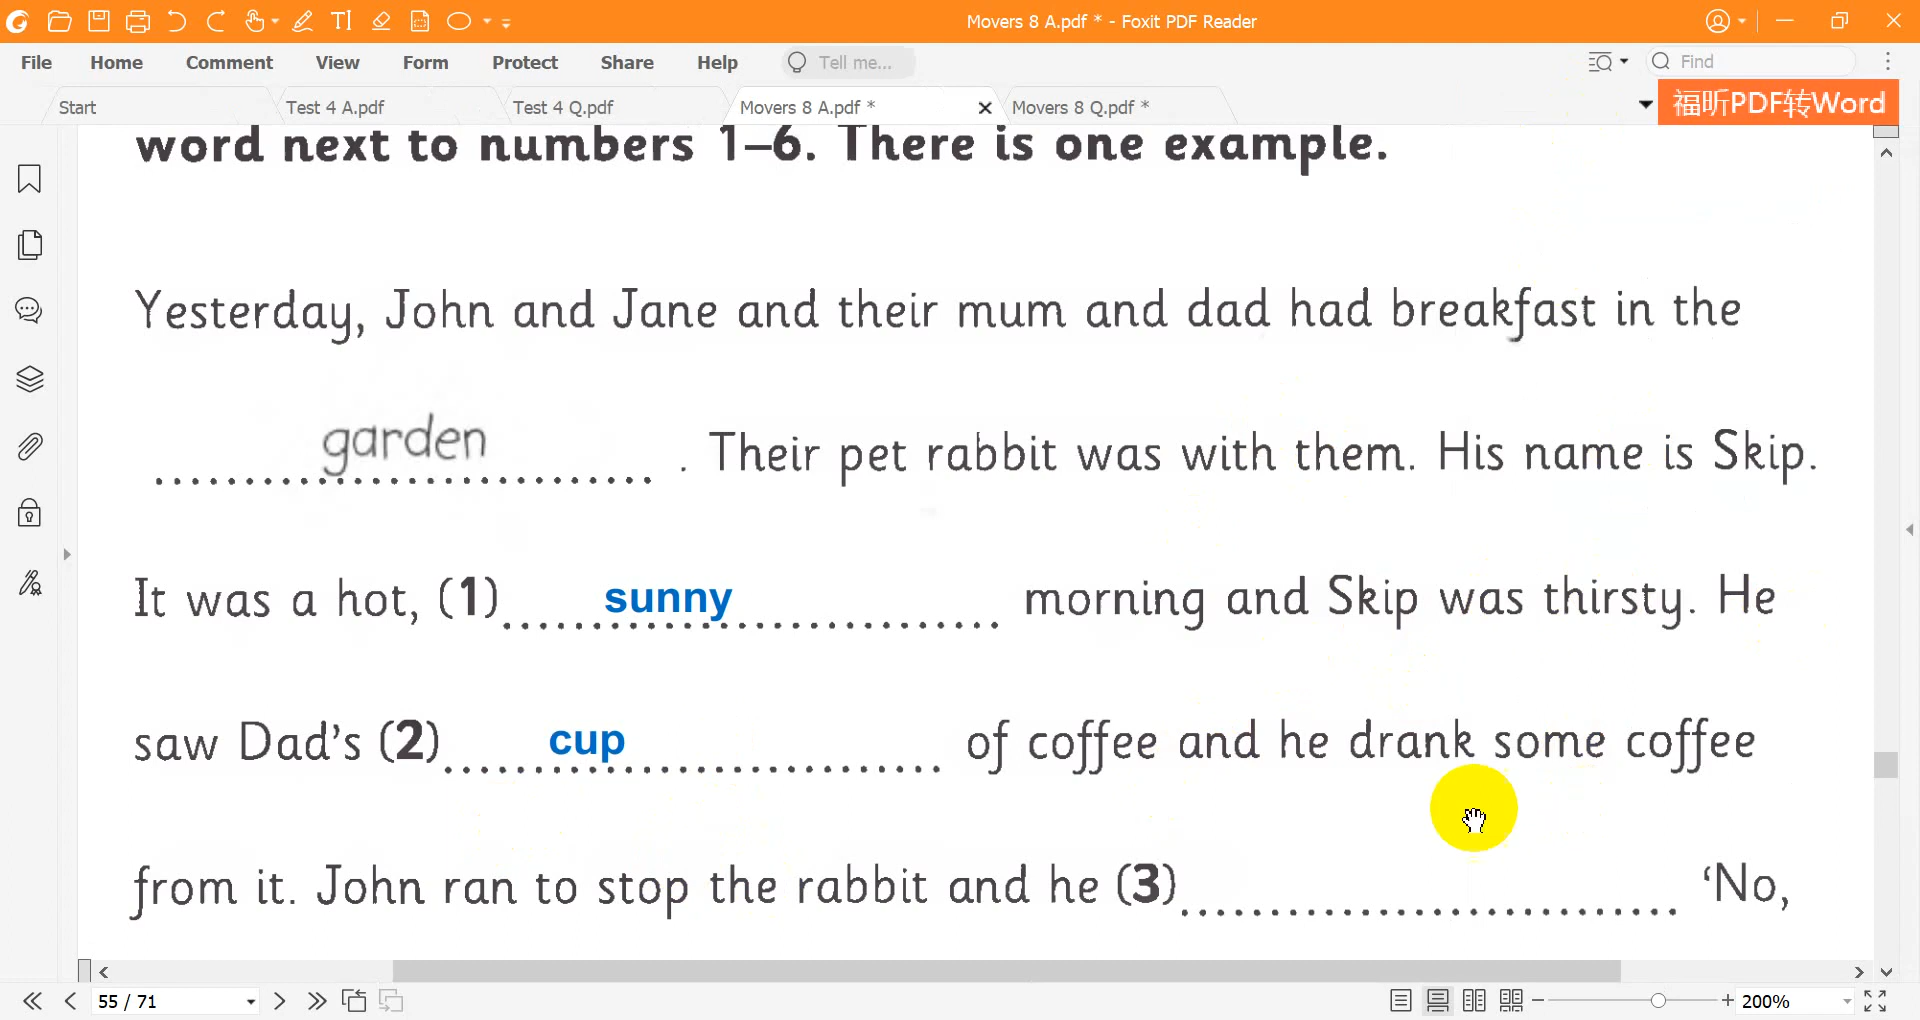 Movers 8 A.pdf * - Foxit PDF Reader
File Home Comment View Form Protect Share Help Tell me... Find
Start Test 4 A.pdf Test 4 Q.pdf Movers 8 A.pdf * Movers 8 Q.pdf * 福昕PDF转Word
word next to numbers 1–6. There is one example.
Yesterday, John and Jane and their mum and dad had breakfast in the
garden . Their pet rabbit was with them. His name is Skip.
It was a hot, (1) sunny morning and Skip was thirsty. He
saw Dad's (2) cup of coffee and he drank some coffee
from it. John ran to stop the rabbit and he (3) ............................ ‘No,
55 / 71 200%